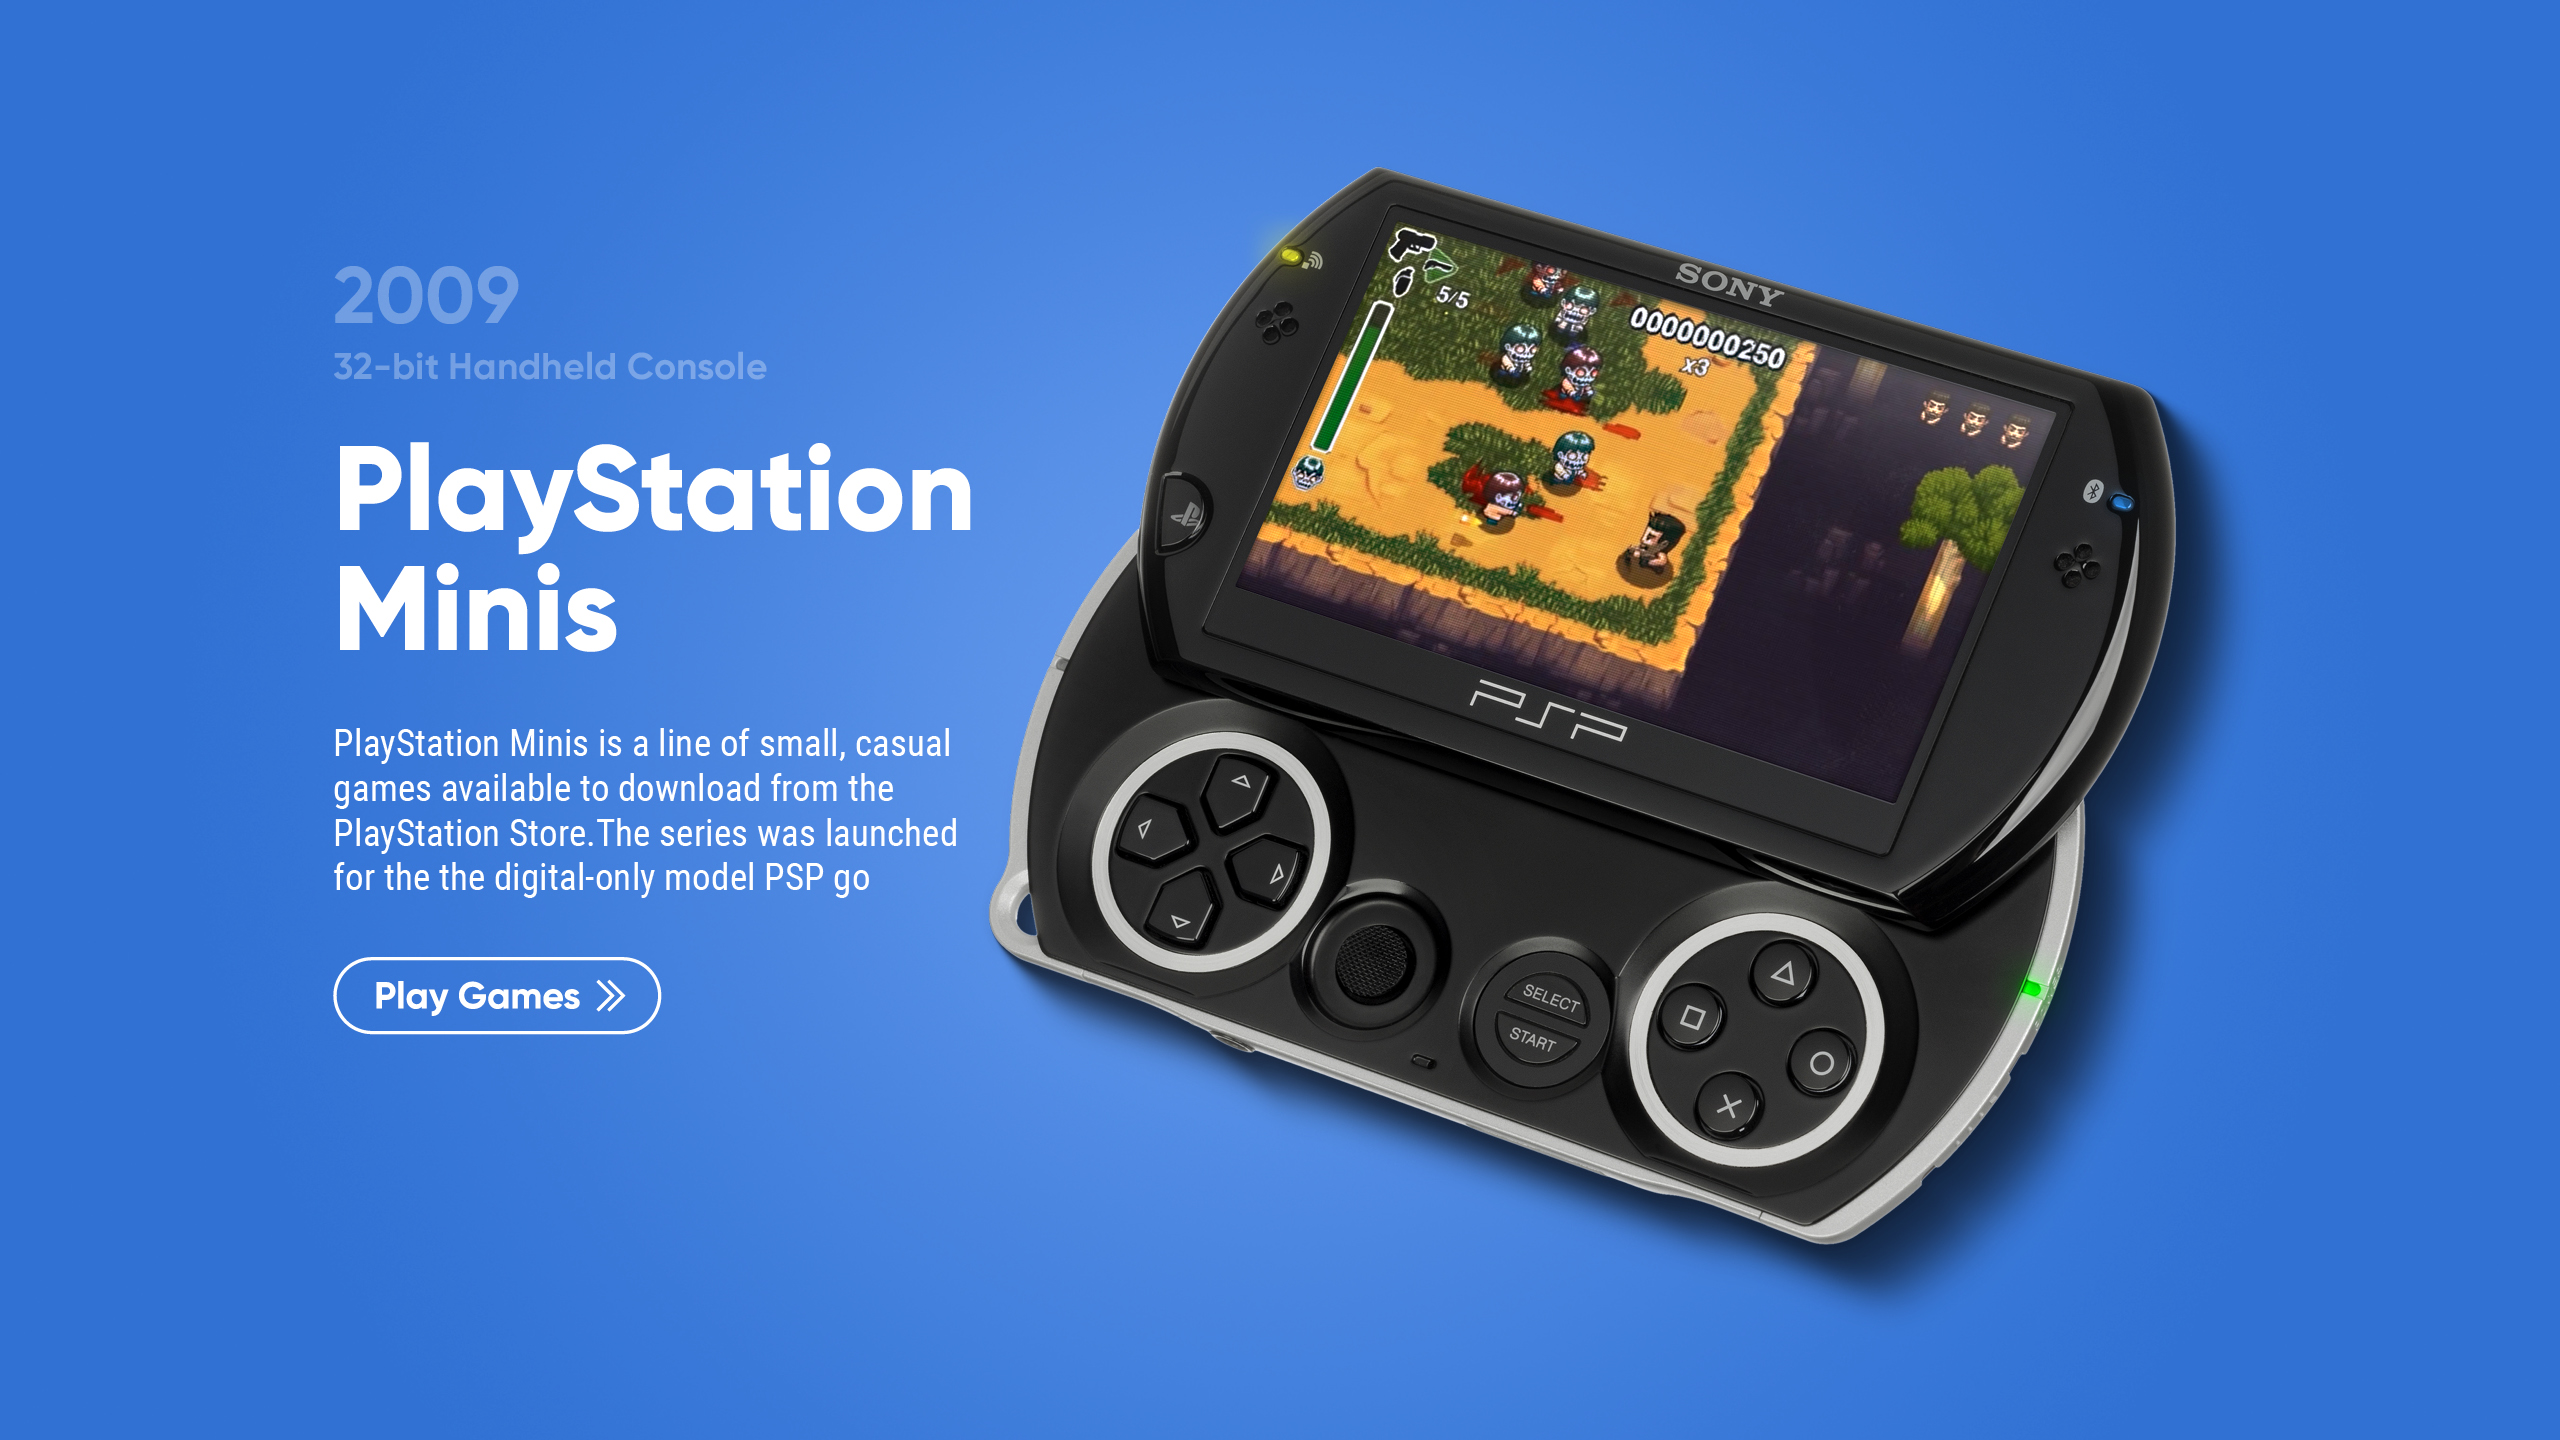 2009
32-bit Handheld Console
PlayStation
Minis
PlayStation Minis is a line of small, casual
games available to download from the
PlayStation Store.The series was launched
for the the digital-only model PSP go
Play Games
SONY
5/5
0000000250
x3
PSP
SELECT
START